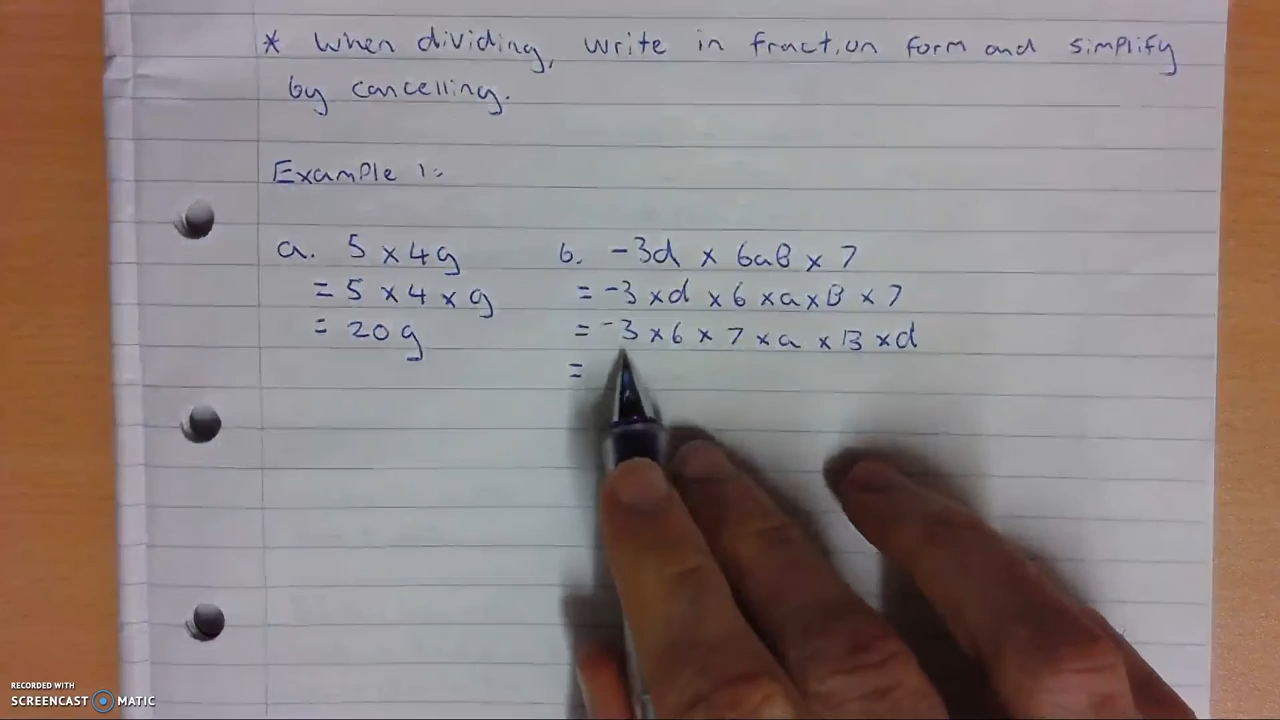 * When dividing, write in fraction form and simplify
by cancelling.
Example 1:
a. 5 × 4g
= 5 × 4 × g
= 20g
b. -3d × 6aB × 7
= -3 × d × 6 × a × B × 7
= -3 × 6 × 7 × a × B × d
=
RECORDED WITH
SCREENCAST MATIC